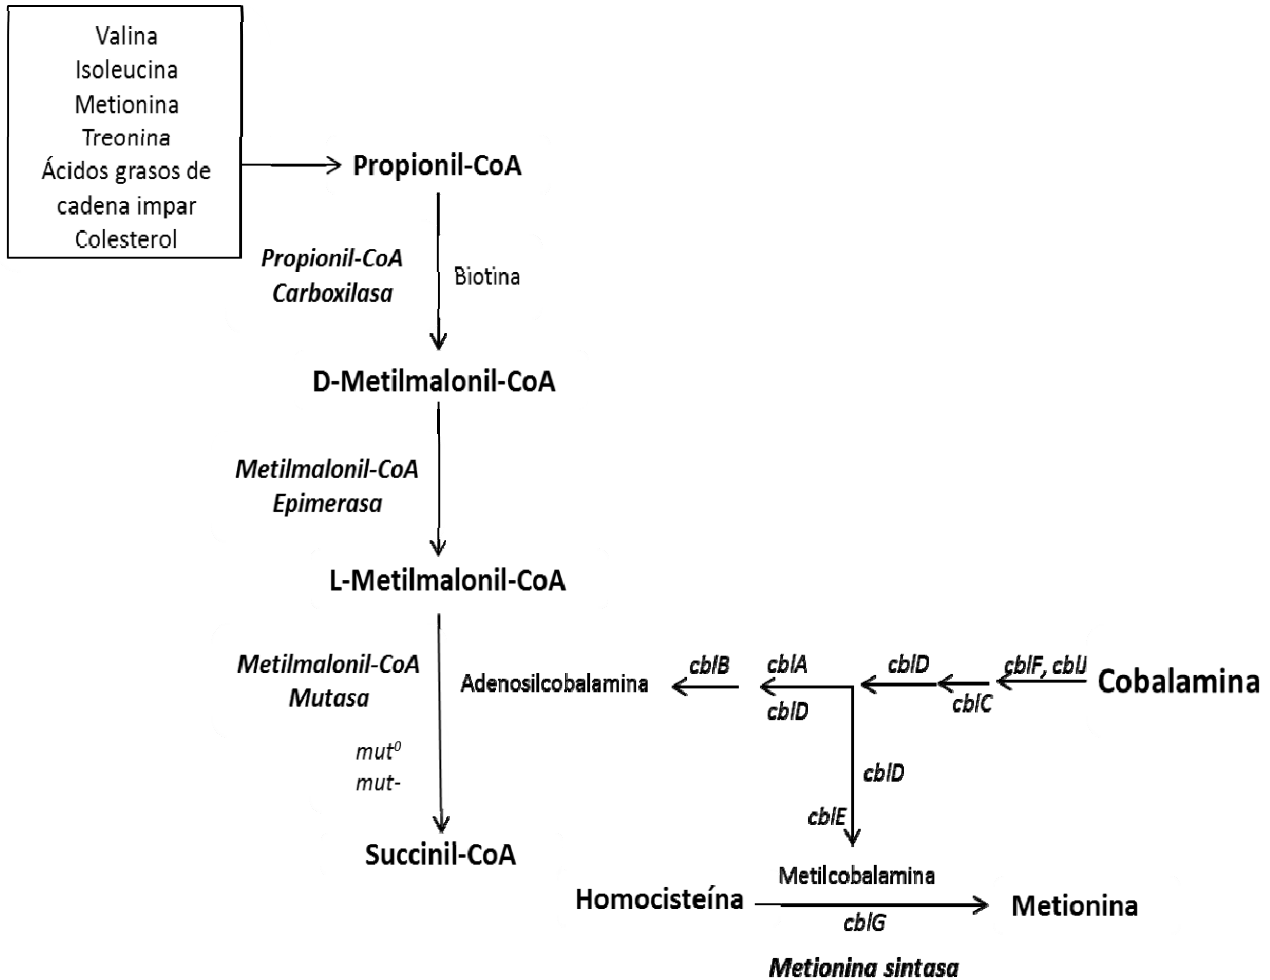 Valina
Isoleucina
Metionina
Treonina
Ácidos grasos de
cadena impar
Colesterol
Propionil-CoA
Propionil-CoA
Carboxilasa
Biotina
D-Metilmalonil-CoA
Metilmalonil-CoA
Epimerasa
L-Metilmalonil-CoA
Metilmalonil-CoA
Mutasa
mut⁰
mut-
Adenosilcobalamina
cblB
cblA
cblD
cblD
cblC
cblF, cblJ
Cobalamina
cblD
cblE
Succinil-CoA
Homocisteína
Metilcobalamina
cblG
Metionina
Metionina sintasa